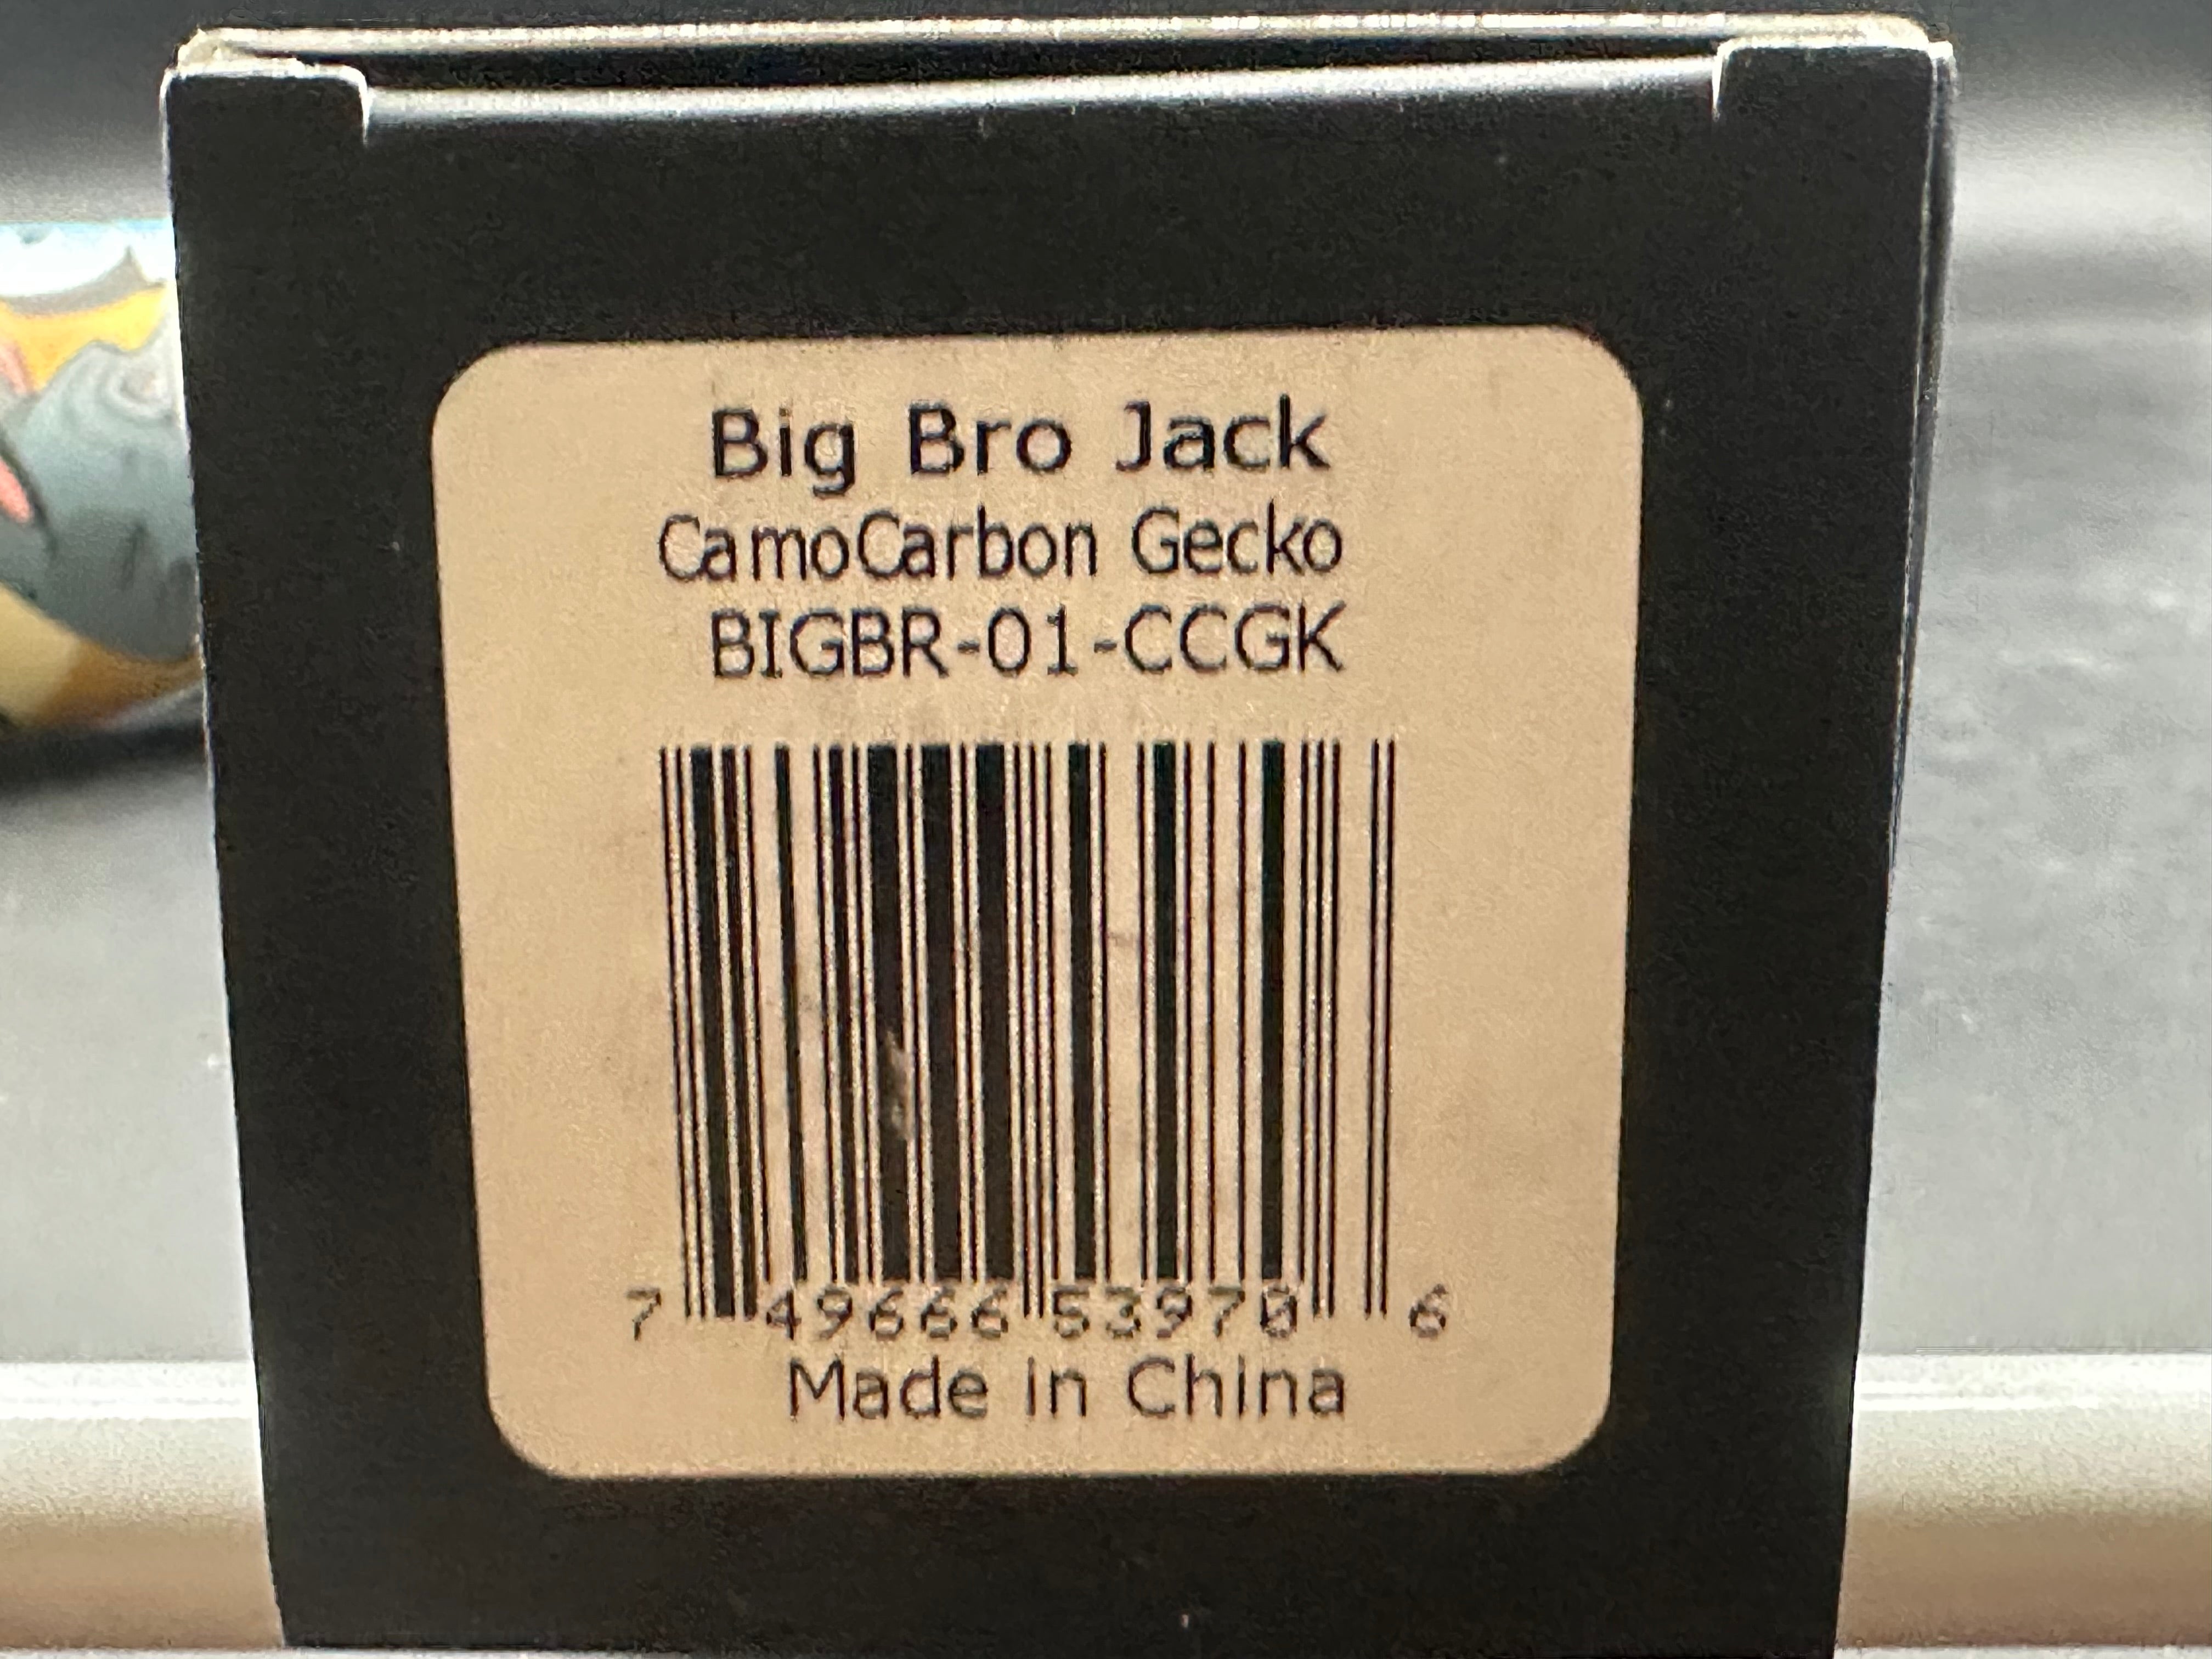 Big Bro Jack
CamoCarbon Gecko
BIGBR-01-CCGK
7 49666 53970 6
Made in China